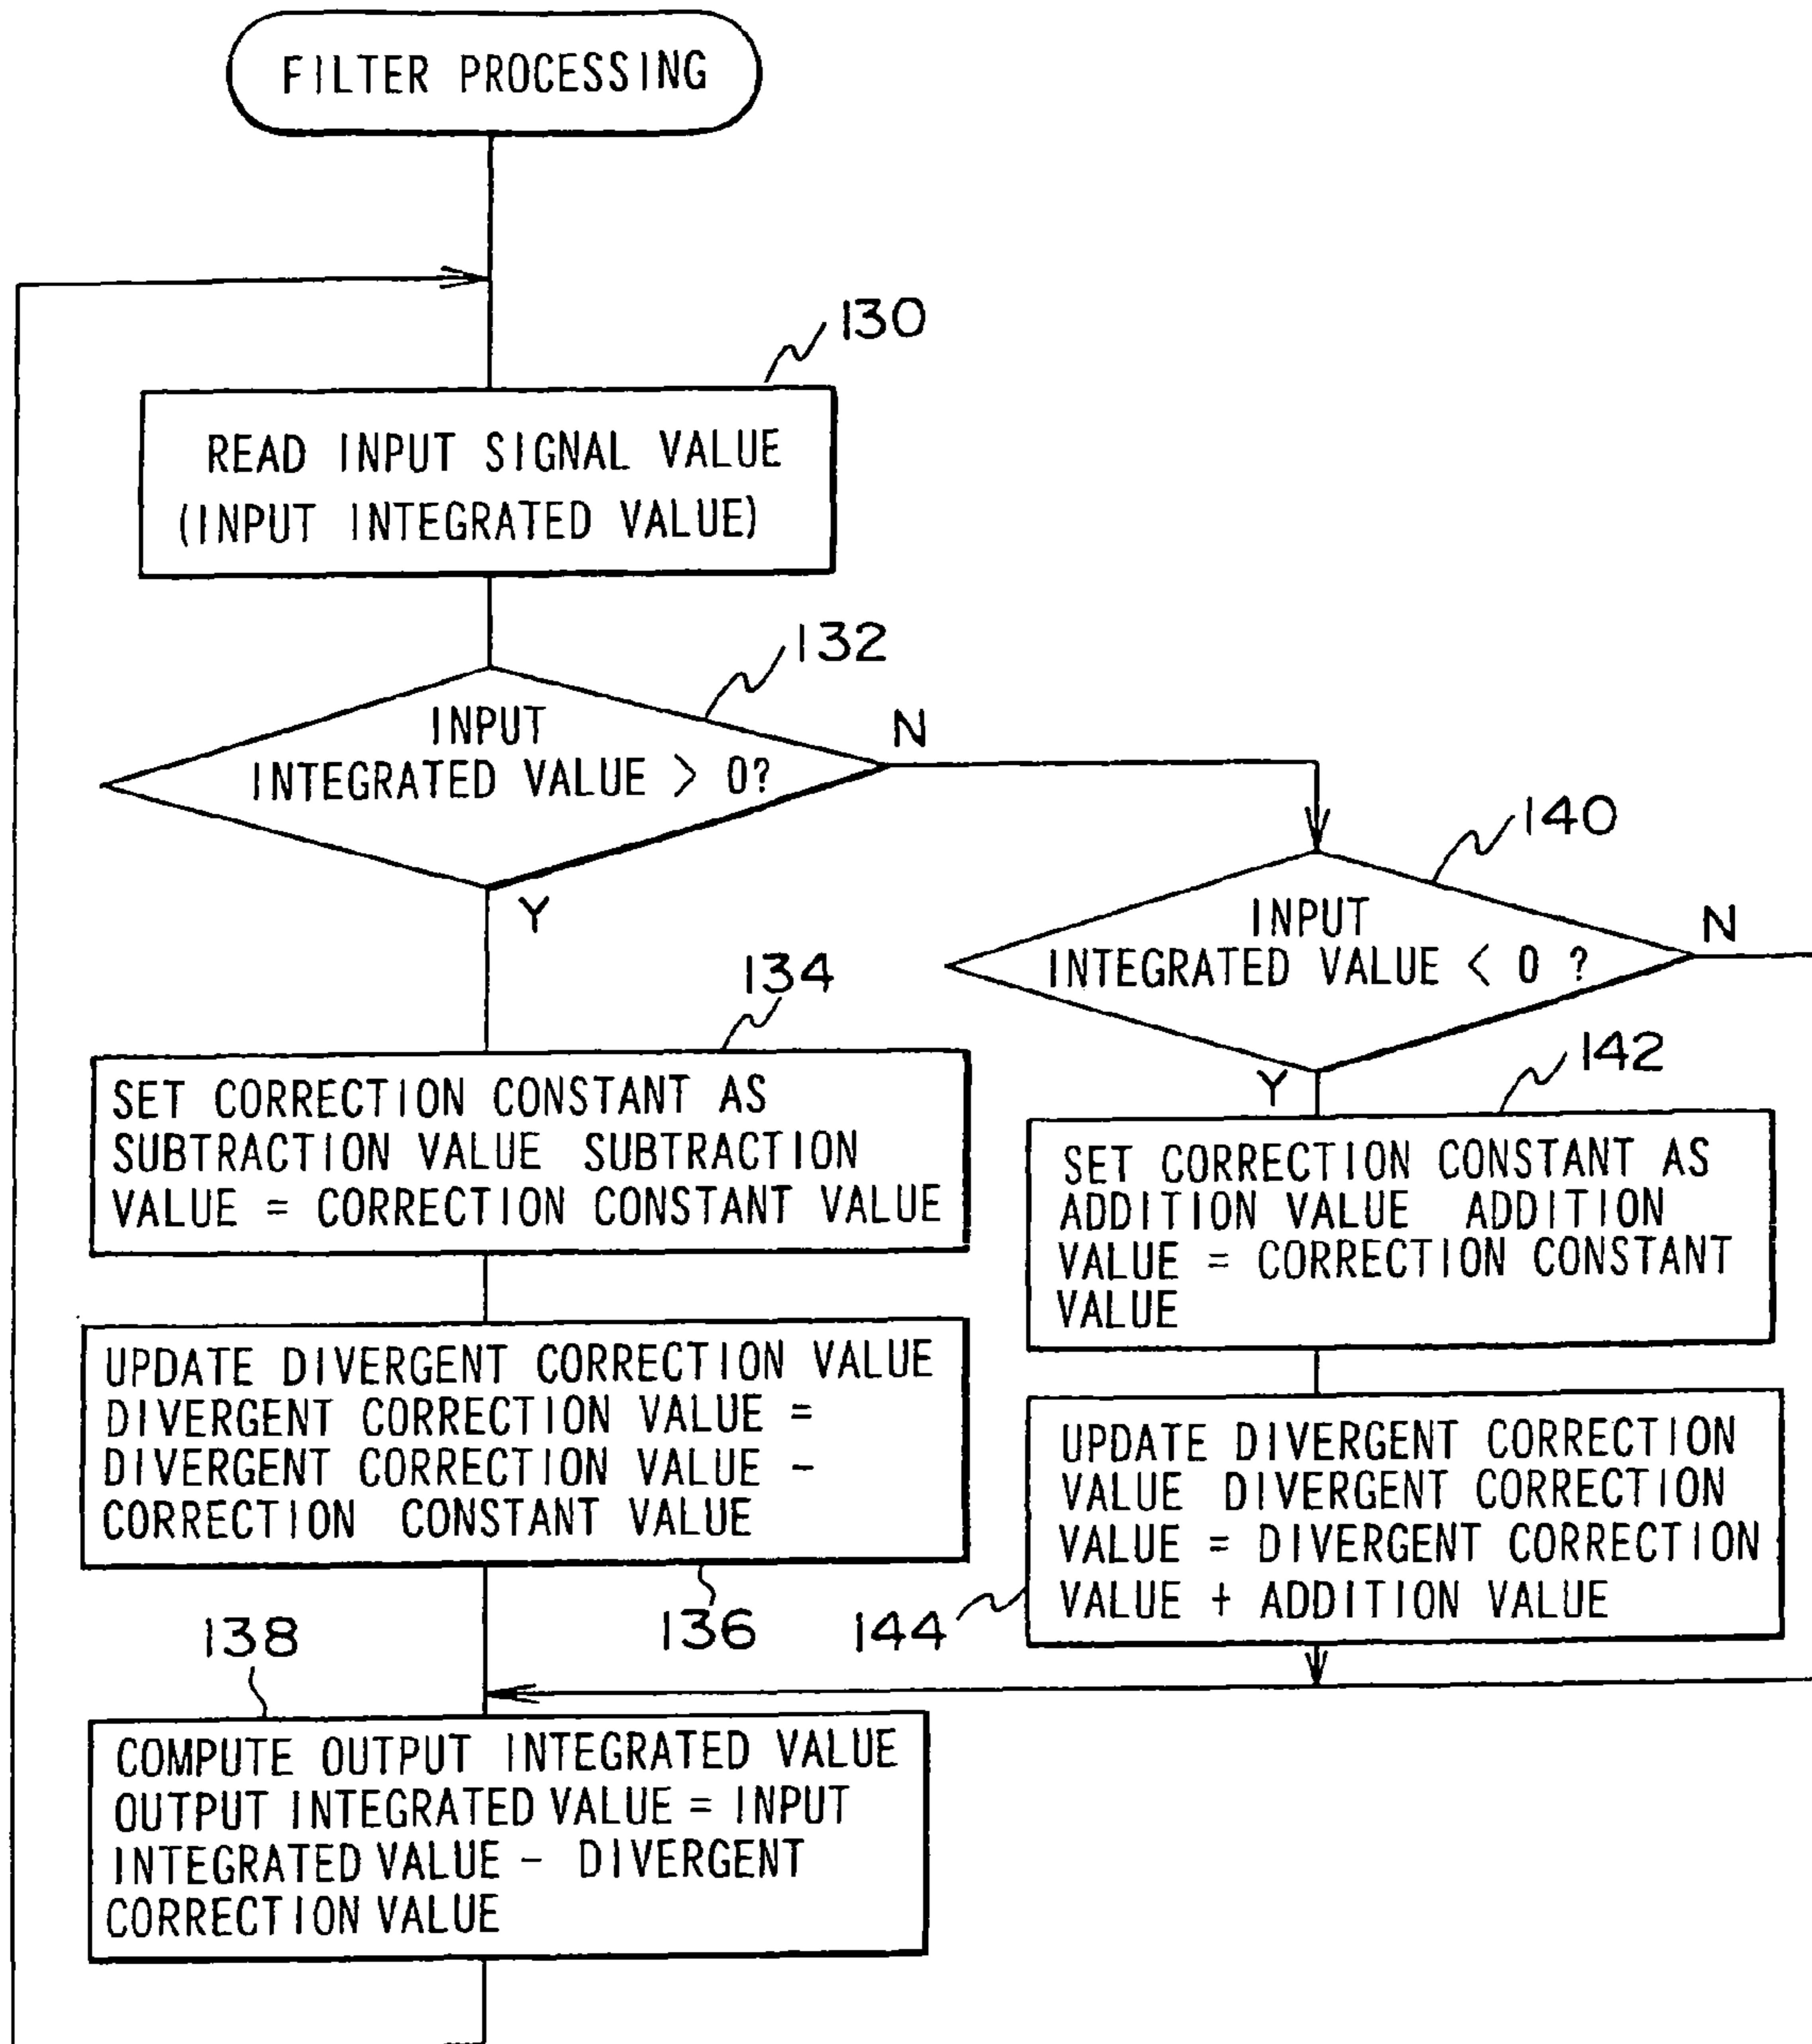 FILTER PROCESSING
130
READ INPUT SIGNAL VALUE
(INPUT INTEGRATED VALUE)
132
INPUT
INTEGRATED VALUE > 0?
N
Y
140
INPUT
INTEGRATED VALUE < 0 ?
N
Y
134
SET CORRECTION CONSTANT AS
SUBTRACTION VALUE SUBTRACTION
VALUE = CORRECTION CONSTANT VALUE
142
SET CORRECTION CONSTANT AS
ADDITION VALUE ADDITION
VALUE = CORRECTION CONSTANT
VALUE
UPDATE DIVERGENT CORRECTION VALUE
DIVERGENT CORRECTION VALUE =
DIVERGENT CORRECTION VALUE -
CORRECTION CONSTANT VALUE
136
UPDATE DIVERGENT CORRECTION
VALUE DIVERGENT CORRECTION
VALUE = DIVERGENT CORRECTION
VALUE + ADDITION VALUE
144
138
COMPUTE OUTPUT INTEGRATED VALUE
OUTPUT INTEGRATED VALUE = INPUT
INTEGRATED VALUE - DIVERGENT
CORRECTION VALUE